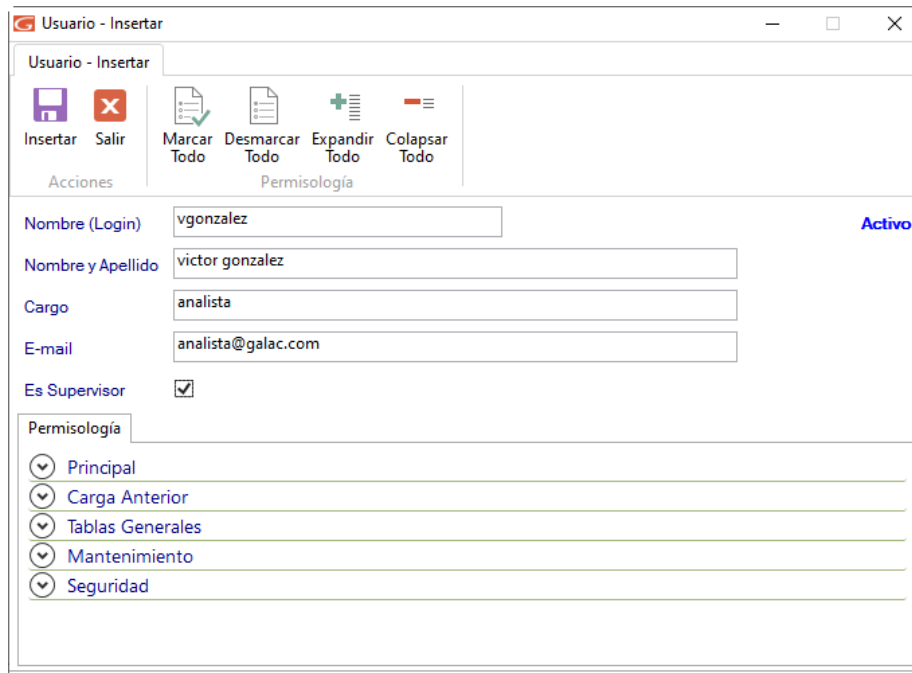 Usuario - Insertar
Usuario - Insertar
Insertar Salir Marcar Todo Desmarcar Todo Expandir Todo Colapsar Todo
Acciones Permisología
Nombre (Login) vgonzalez Activo
Nombre y Apellido victor gonzalez
Cargo analista
E-mail analista@galac.com
Es Supervisor
Permisología
Principal
Carga Anterior
Tablas Generales
Mantenimiento
Seguridad